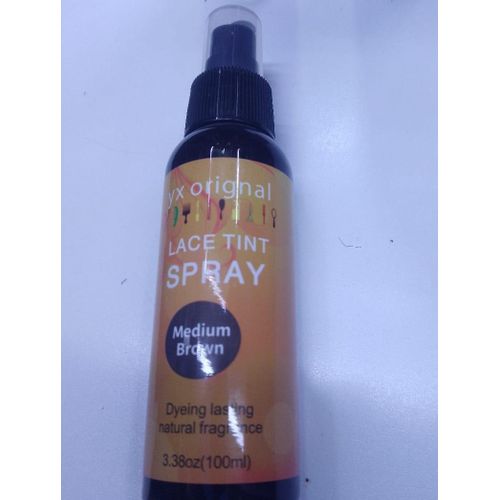 yx orignal
LACE TINT
SPRAY
Medium
Brown
Dyeing lasting
natural fragrance
3.38oz(100ml)